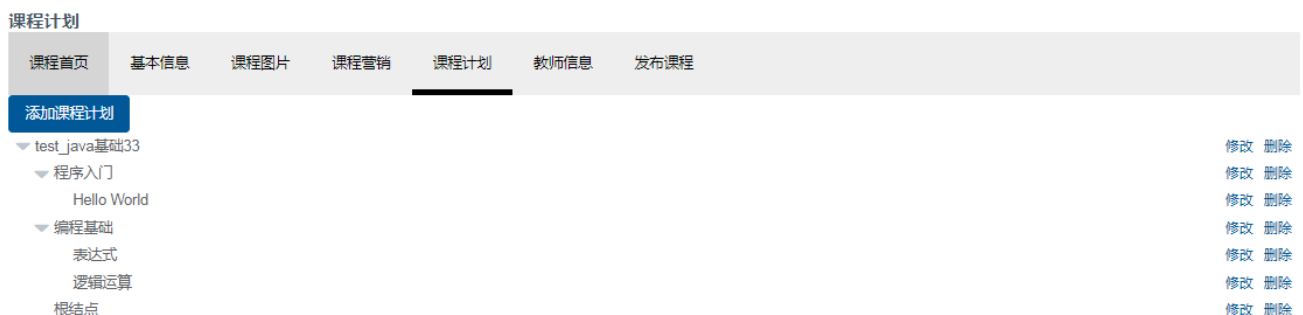 课程计划
课程首页 基本信息 课程图片 课程营销 课程计划 教师信息 发布课程
添加课程计划
test_java基础33 修改 删除
程序入门 修改 删除
Hello World 修改 删除
编程基础 修改 删除
表达式 修改 删除
逻辑运算 修改 删除
根结点 修改 删除